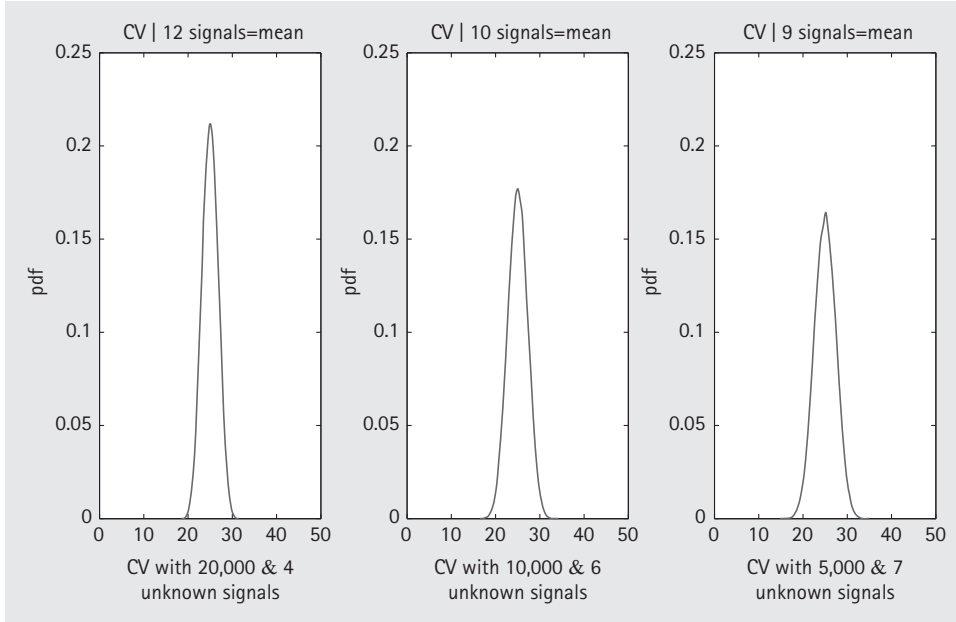 CV | 12 signals=mean
0.25
0.2
0.15
0.1
0.05
0
pdf
0 10 20 30 40 50
CV with 20,000 & 4
unknown signals
CV | 10 signals=mean
0.25
0.2
0.15
0.1
0.05
0
pdf
0 10 20 30 40 50
CV with 10,000 & 6
unknown signals
CV | 9 signals=mean
0.25
0.2
0.15
0.1
0.05
0
pdf
0 10 20 30 40 50
CV with 5,000 & 7
unknown signals